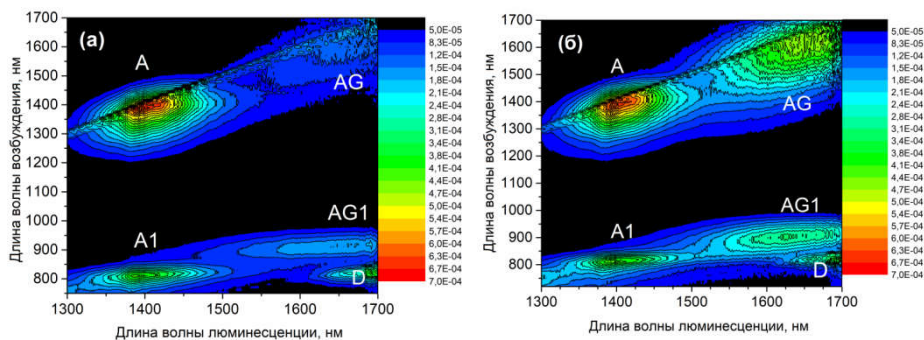 (а)
A
AG
AG1
A1
D
Длина волны возбуждения, нм
1700
1600
1500
1400
1300
1200
1100
1000
900
800
1300 1400 1500 1600 1700
Длина волны люминесценции, нм
5,0E-05
8,3E-05
1,2E-04
1,5E-04
1,8E-04
2,1E-04
2,4E-04
2,8E-04
3,1E-04
3,4E-04
3,8E-04
4,1E-04
4,4E-04
4,7E-04
5,0E-04
5,4E-04
5,7E-04
6,0E-04
6,3E-04
6,7E-04
7,0E-04
(б)
A
AG
AG1
A1
D
Длина волны возбуждения, нм
1700
1600
1500
1400
1300
1200
1100
1000
900
800
1300 1400 1500 1600 1700
Длина волны люминесценции, нм
5,0E-05
8,3E-05
1,2E-04
1,5E-04
1,8E-04
2,1E-04
2,4E-04
2,8E-04
3,1E-04
3,4E-04
3,8E-04
4,1E-04
4,4E-04
4,7E-04
5,0E-04
5,4E-04
5,7E-04
6,0E-04
6,3E-04
6,7E-04
7,0E-04